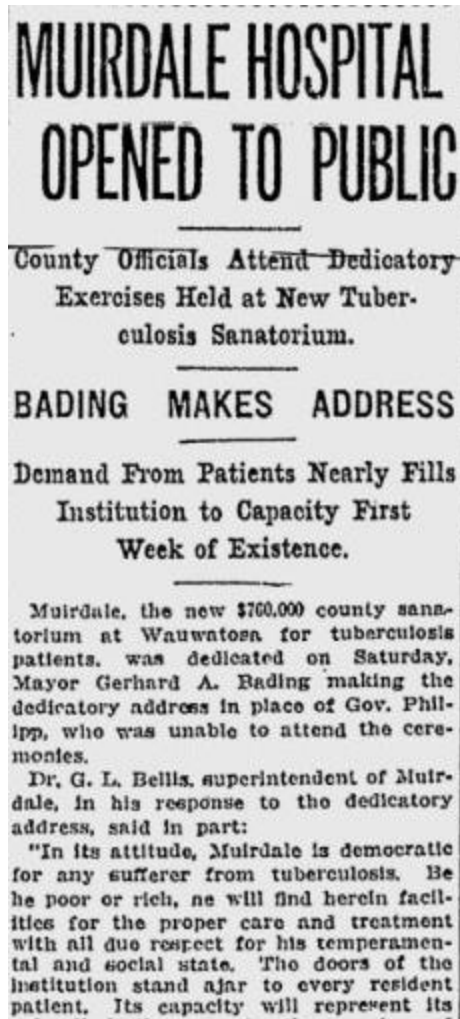 MUIRDALE HOSPITAL
OPENED TO PUBLIC
County Officials Attend Dedicatory
Exercises Held at New Tuber-
culosis Sanatorium.
BADING MAKES ADDRESS
Demand From Patients Nearly Fills
Institution to Capacity First
Week of Existence.
Muirdale, the new $760,000 county sana-
torium at Wauwatosa for tuberculosis
patients, was dedicated on Saturday,
Mayor Gerhard A. Bading making the
dedicatory address in place of Gov. Phil-
ipp, who was unable to attend the cere-
monies.
Dr. G. L. Bellis, superintendent of Muir-
dale, in his response to the dedicatory
address, said in part:
"In its attitude, Muirdale is democratic
for any sufferer from tuberculosis. Be
he poor or rich, he will find herein facil-
ities for the proper care and treatment
with all due respect for his temperamen-
tal and social state. The doors of the
institution stand ajar to every resident
patient. Its capacity will represent its